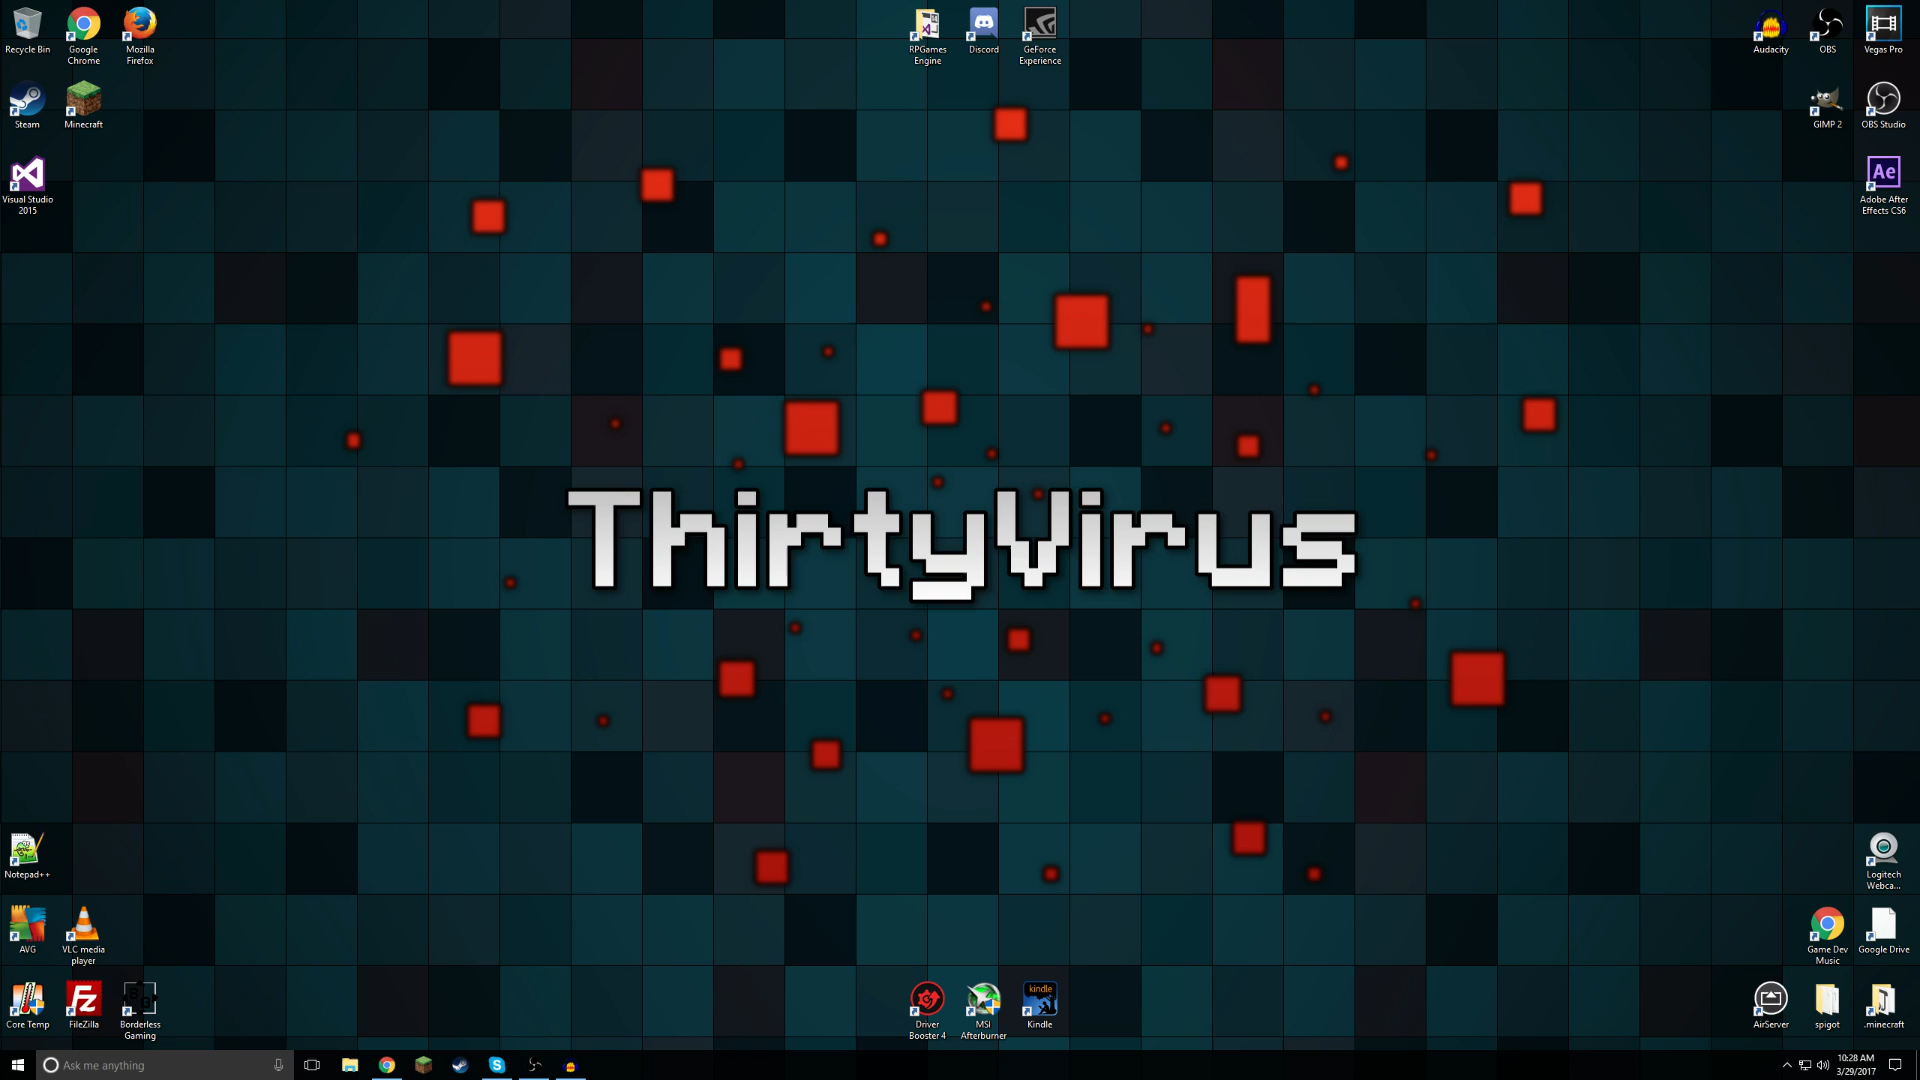 Recycle Bin
Google
Chrome
Mozilla
Firefox
RPGames
Engine
Discord
GeForce
Experience
Audacity
OBS
Vegas Pro
Steam
Minecraft
GIMP 2
OBS Studio
Visual Studio
2015
Ae
Adobe After
Effects CS6
ThirtyVirus
Notepad++
Logitech
Webca...
AVG
VLC media
player
Game Dev
Music
Google Drive
Core Temp
Fz
FileZilla
Borderless
Gaming
Driver
Booster 4
MSI
Afterburner
kindle
Kindle
AirServer
spigot
.minecraft
Ask me anything
10:28 AM
3/29/2017